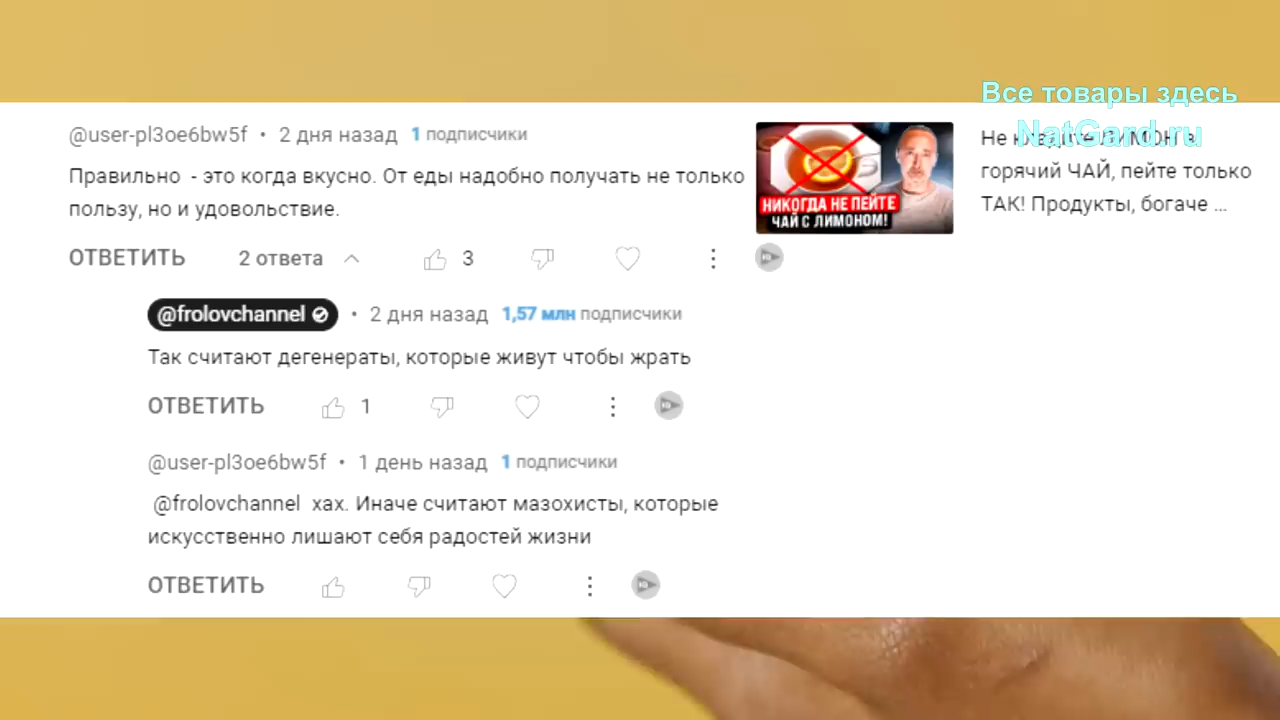 Все товары здесь
NatGard.ru
@user-pl3oe6bw5f • 2 дня назад 1 подписчики
Правильно - это когда вкусно. От еды надобно получать не только
пользу, но и удовольствие.
ОТВЕТИТЬ 2 ответа 3
НИКОГДА НЕ ПЕЙТЕ
ЧАЙ С ЛИМОНОМ!
Не ЛИМОН в
горячий ЧАЙ, пейте только
ТАК! Продукты, богаче ...
@frolovchannel • 2 дня назад 1,57 млн подписчики
Так считают дегенераты, которые живут чтобы жрать
ОТВЕТИТЬ 1
@user-pl3oe6bw5f • 1 день назад 1 подписчики
@frolovchannel хах. Иначе считают мазохисты, которые
искусственно лишают себя радостей жизни
ОТВЕТИТЬ